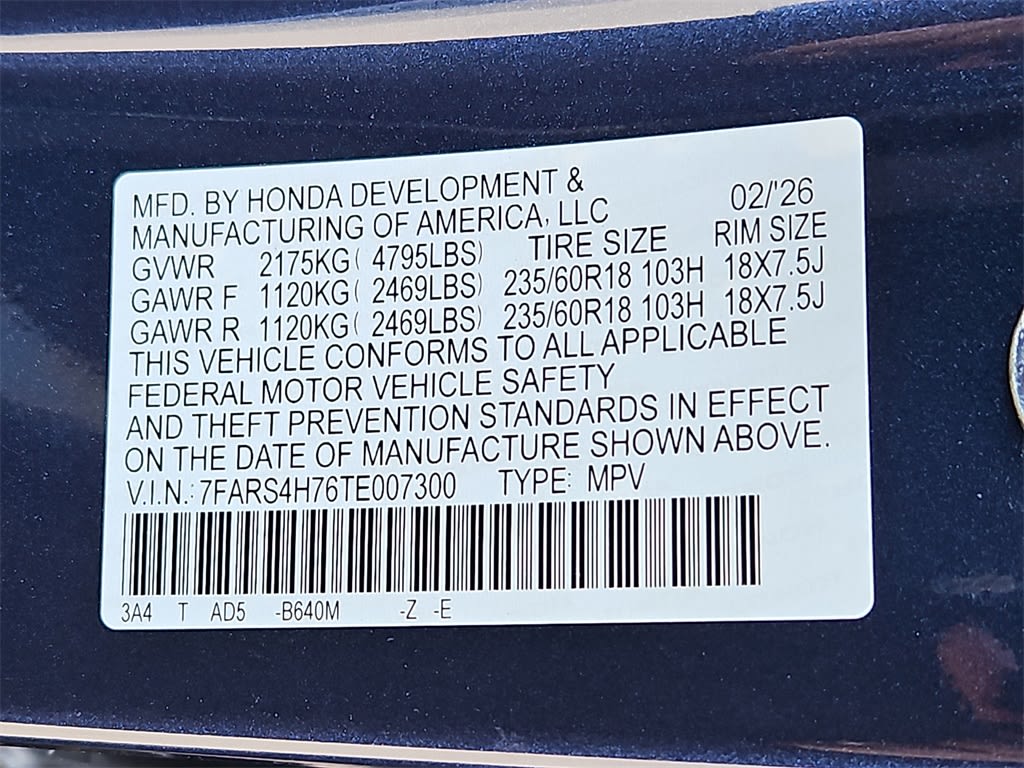 MFD. BY HONDA DEVELOPMENT & 
MANUFACTURING OF AMERICA, LLC 02/'26
GVWR 2175KG( 4795LBS) TIRE SIZE RIM SIZE
GAWR F 1120KG( 2469LBS) 235/60R18 103H 18X7.5J
GAWR R 1120KG( 2469LBS) 235/60R18 103H 18X7.5J
THIS VEHICLE CONFORMS TO ALL APPLICABLE
FEDERAL MOTOR VEHICLE SAFETY
AND THEFT PREVENTION STANDARDS IN EFFECT
ON THE DATE OF MANUFACTURE SHOWN ABOVE.
V.I.N.: 7FARS4H76TE007300 TYPE: MPV
3A4 T AD5 -B640M -Z -E